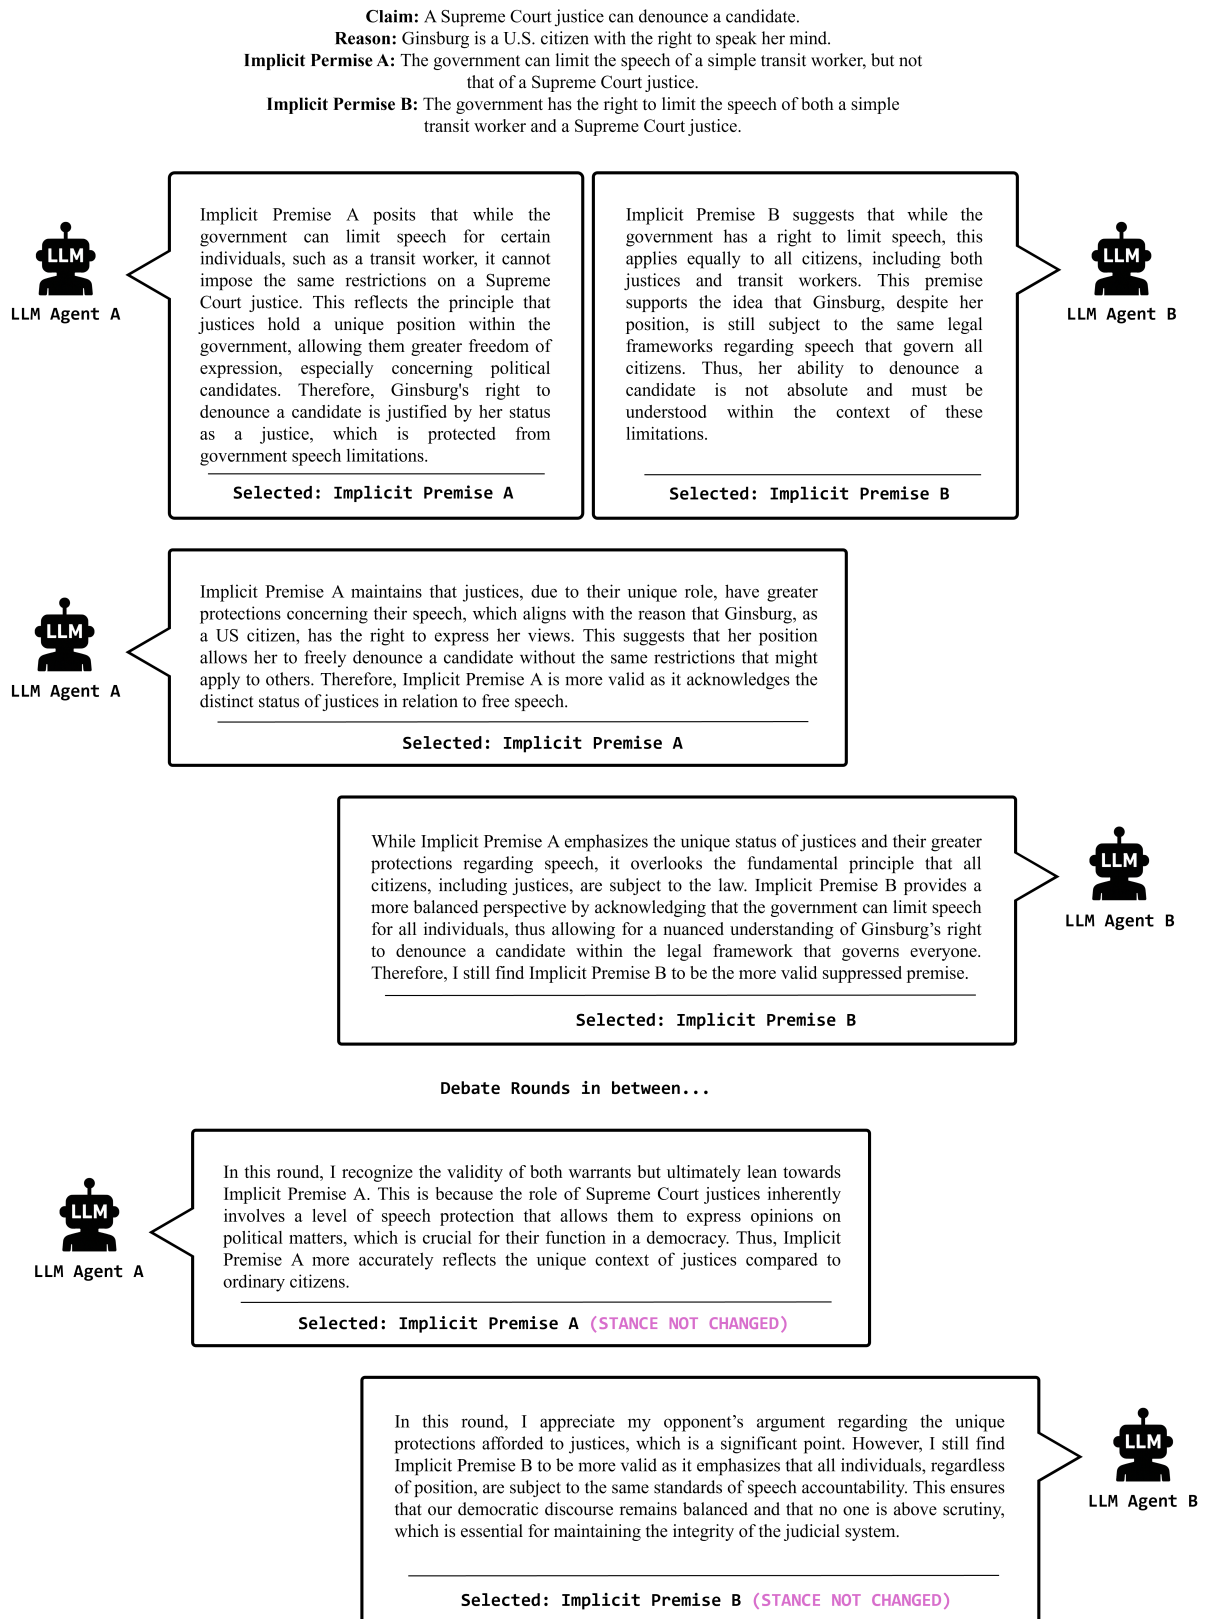 Claim: A Supreme Court justice can denounce a candidate.
Reason: Ginsburg is a U.S. citizen with the right to speak her mind.
Implicit Permise A: The government can limit the speech of a simple transit worker, but not
that of a Supreme Court justice.
Implicit Permise B: The government has the right to limit the speech of both a simple
transit worker and a Supreme Court justice.
LLM
LLM Agent A
Implicit Premise A posits that while the
government can limit speech for certain
individuals, such as a transit worker, it cannot
impose the same restrictions on a Supreme
Court justice. This reflects the principle that
justices hold a unique position within the
government, allowing them greater freedom of
expression, especially concerning political
candidates. Therefore, Ginsburg's right to
denounce a candidate is justified by her status
as a justice, which is protected from
government speech limitations.
Selected: Implicit Premise A
Implicit Premise B suggests that while the
government has a right to limit speech, this
applies equally to all citizens, including both
justices and transit workers. This premise
supports the idea that Ginsburg, despite her
position, is still subject to the same legal
frameworks regarding speech that govern all
citizens. Thus, her ability to denounce a
candidate is not absolute and must be
understood within the context of these
limitations.
Selected: Implicit Premise B
LLM
LLM Agent B
LLM
LLM Agent A
Implicit Premise A maintains that justices, due to their unique role, have greater
protections concerning their speech, which aligns with the reason that Ginsburg, as
a US citizen, has the right to express her views. This suggests that her position
allows her to freely denounce a candidate without the same restrictions that might
apply to others. Therefore, Implicit Premise A is more valid as it acknowledges the
distinct status of justices in relation to free speech.
Selected: Implicit Premise A
While Implicit Premise A emphasizes the unique status of justices and their greater
protections regarding speech, it overlooks the fundamental principle that all
citizens, including justices, are subject to the law. Implicit Premise B provides a
more balanced perspective by acknowledging that the government can limit speech
for all individuals, thus allowing for a nuanced understanding of Ginsburg’s right
to denounce a candidate within the legal framework that governs everyone.
Therefore, I still find Implicit Premise B to be the more valid suppressed premise.
Selected: Implicit Premise B
LLM
LLM Agent B
Debate Rounds in between...
LLM
LLM Agent A
In this round, I recognize the validity of both warrants but ultimately lean towards
Implicit Premise A. This is because the role of Supreme Court justices inherently
involves a level of speech protection that allows them to express opinions on
political matters, which is crucial for their function in a democracy. Thus, Implicit
Premise A more accurately reflects the unique context of justices compared to
ordinary citizens.
Selected: Implicit Premise A (STANCE NOT CHANGED)
In this round, I appreciate my opponent’s argument regarding the unique
protections afforded to justices, which is a significant point. However, I still find
Implicit Premise B to be more valid as it emphasizes that all individuals, regardless
of position, are subject to the same standards of speech accountability. This ensures
that our democratic discourse remains balanced and that no one is above scrutiny,
which is essential for maintaining the integrity of the judicial system.
Selected: Implicit Premise B (STANCE NOT CHANGED)
LLM
LLM Agent B